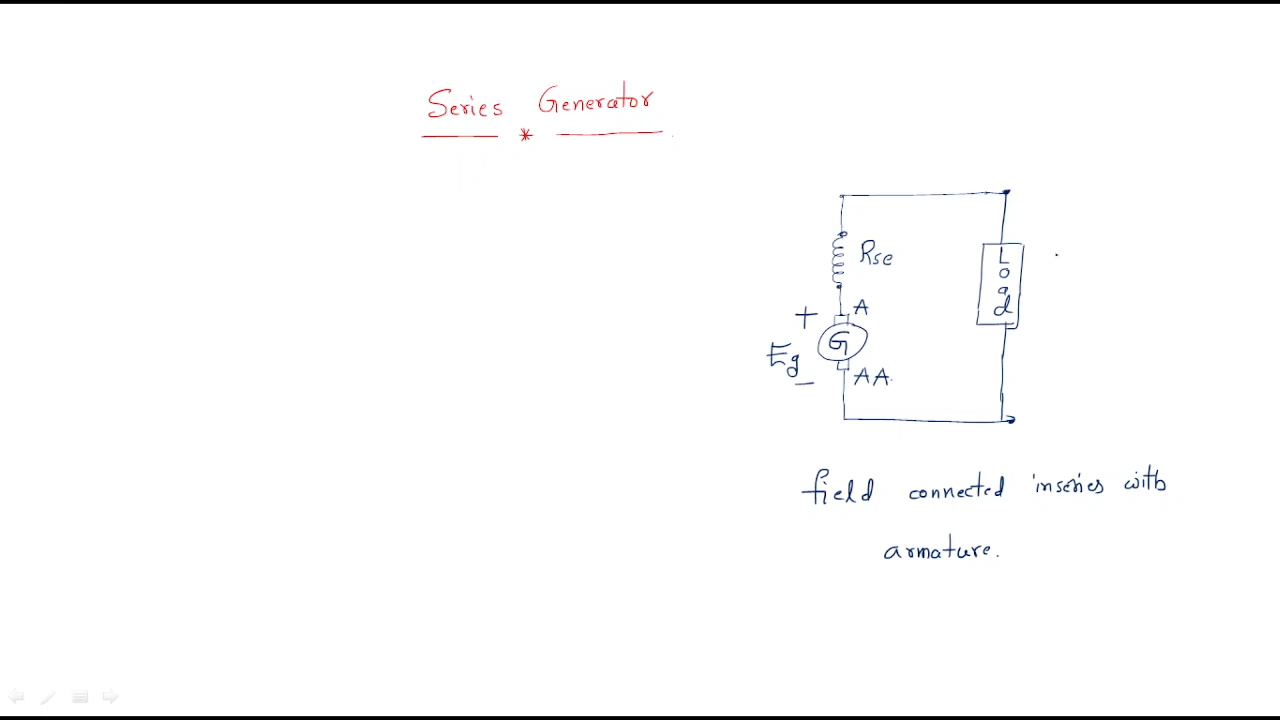 Series Generator
*
Rse
Load
+
A
G
Eg
-
AA.
field connected inseries with
armature.